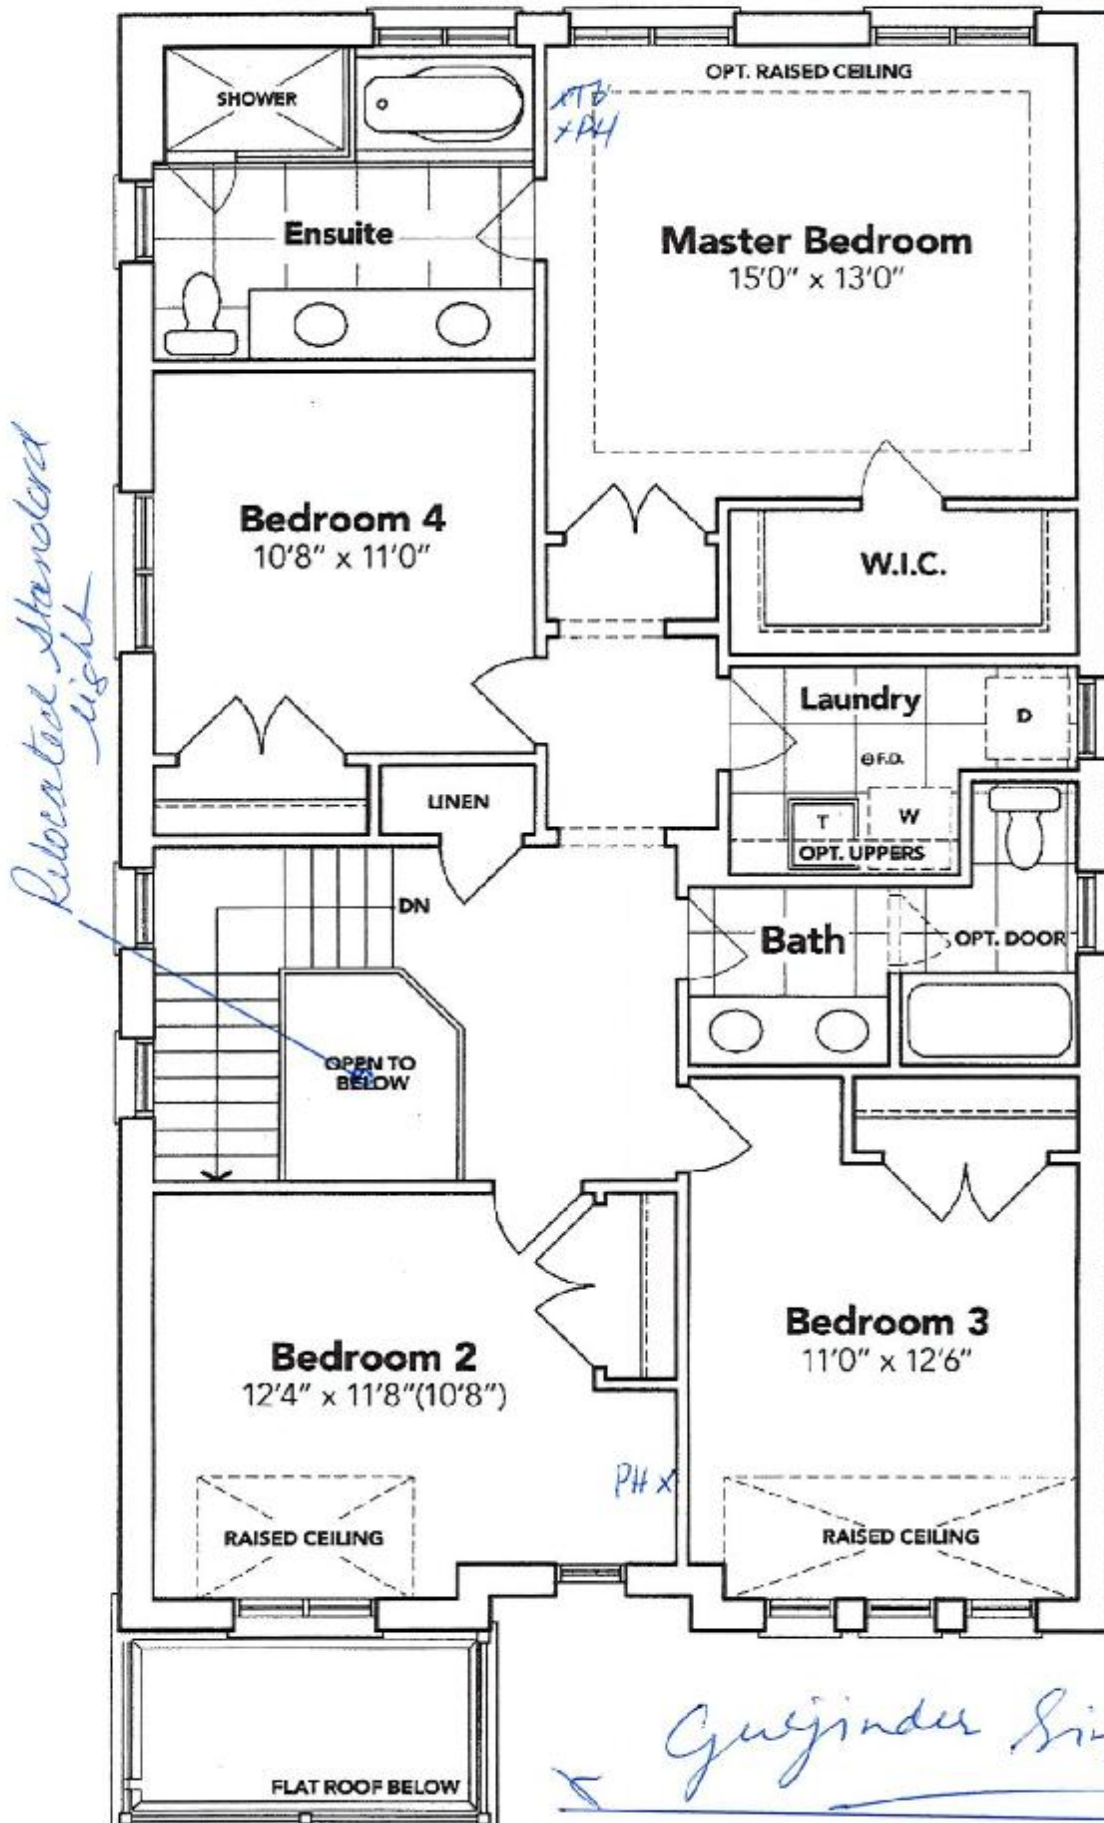 OPT. RAISED CEILING
SHOWER
xTV
xPH
Ensuite
Master Bedroom
15'0" x 13'0"
Bedroom 4
10'8" x 11'0"
W.I.C.
Relocated standard
light
Laundry
D
⊖F.D.
LINEN
T
W
OPT. UPPERS
DN
Bath
OPT. DOOR
OPEN TO
BELOW
Bedroom 2
12'4" x 11'8"(10'8")
Bedroom 3
11'0" x 12'6"
PH x
RAISED CEILING
RAISED CEILING
FLAT ROOF BELOW
x